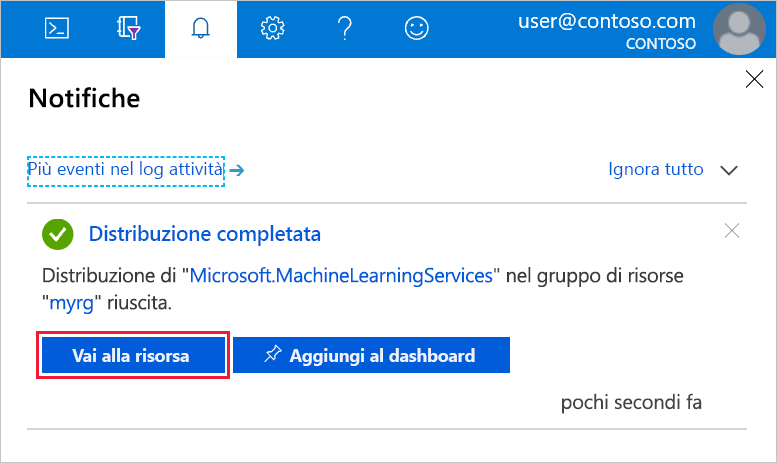 user@contoso.com
CONTOSO
Notifiche
Più eventi nel log attività
Ignora tutto
Distribuzione completata
Distribuzione di "Microsoft.MachineLearningServices" nel gruppo di risorse
"myrg" riuscita.
Vai alla risorsa
Aggiungi al dashboard
pochi secondi fa